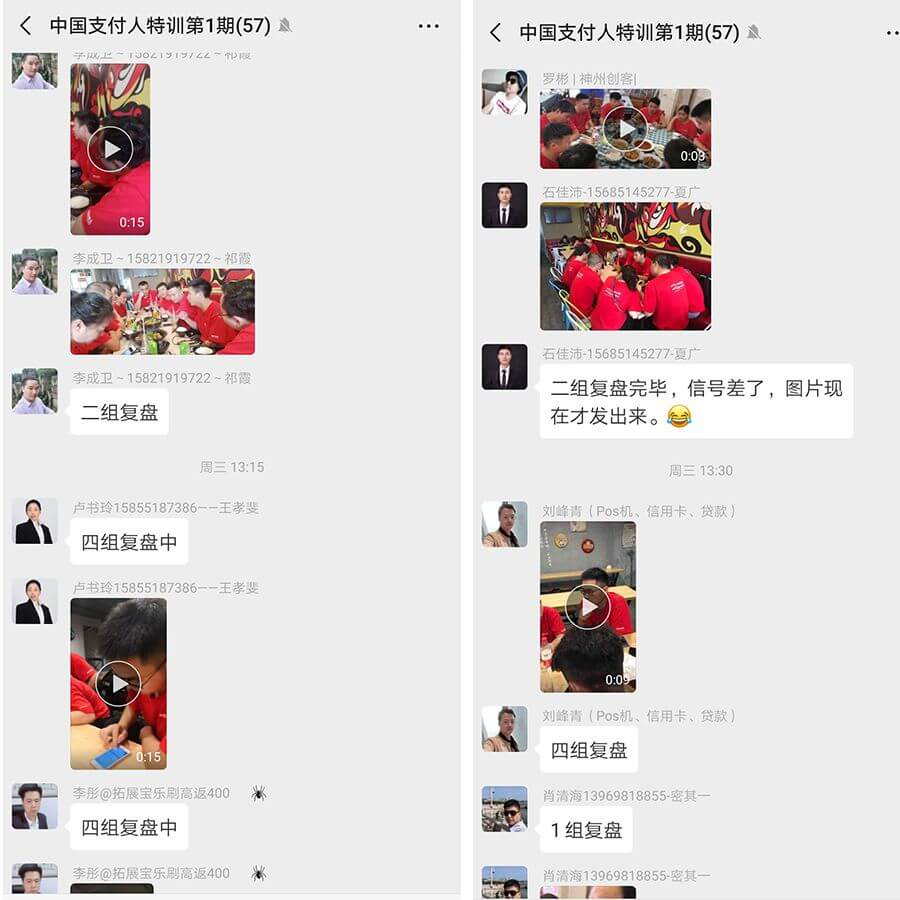 中国支付人特训第1期(57)
李成卫~15821919722~祁霞
0:15
李成卫~15821919722~祁霞
李成卫~15821919722~祁霞
二组复盘
周三 13:15
卢书玲15855187386——王孝斐
四组复盘中
卢书玲15855187386——王孝斐
0:15
李彤@拓展宝乐刷高返400
四组复盘中
李彤@拓展宝乐刷高返400
中国支付人特训第1期(57)
罗彬 | 神州创客|
0:03
石佳沛-15685145277-夏广
石佳沛-15685145277-夏广
二组复盘完毕，信号差了，图片现
在才发出来。😂
周三 13:30
刘峰青（Pos机、信用卡、贷款）
0:09
刘峰青（Pos机、信用卡、贷款）
四组复盘
肖清海13969818855-密其一
1组复盘
肖清海13969818855-密其一